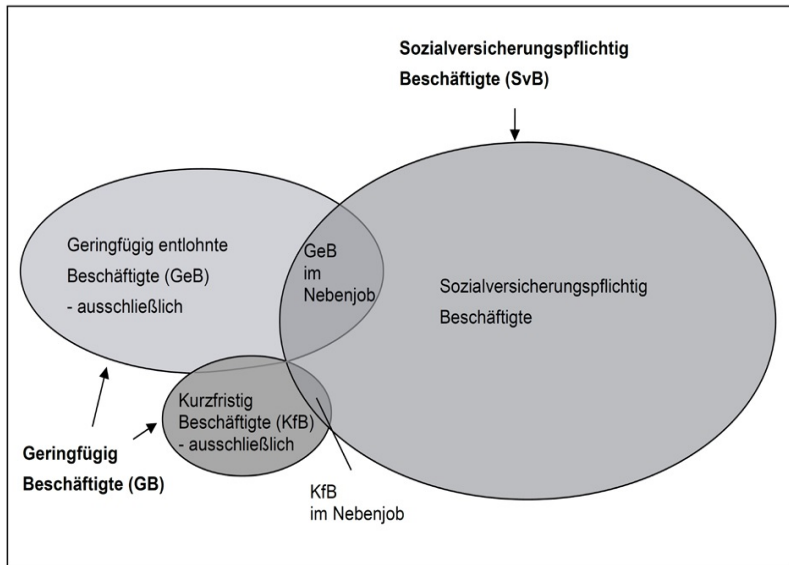 Sozialversicherungspflichtig
Beschäftigte (SvB)
Geringfügig entlohnte
Beschäftigte (GeB)
- ausschließlich
GeB
im
Nebenjob
Sozialversicherungspflichtig
Beschäftigte
Kurzfristig
Beschäftigte (KfB)
- ausschließlich
Geringfügig
Beschäftigte (GB)
KfB
im Nebenjob